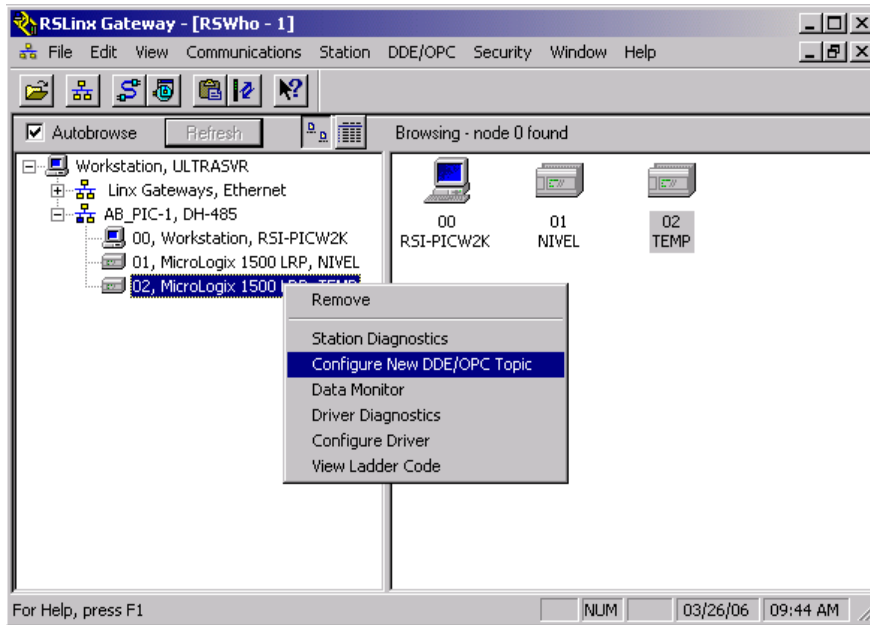 RSLinx Gateway - [RSWho - 1]
File Edit View Communications Station DDE/OPC Security Window Help
Autobrowse Refresh Browsing - node 0 found
Workstation, ULTRASVR
Linx Gateways, Ethernet
AB_PIC-1, DH-485
00, Workstation, RSI-PICW2K
01, MicroLogix 1500 LRP, NIVEL
02, MicroLogix 1500 LRP, TEMP
00
RSI-PICW2K
01
NIVEL
02
TEMP
Remove
Station Diagnostics
Configure New DDE/OPC Topic
Data Monitor
Driver Diagnostics
Configure Driver
View Ladder Code
For Help, press F1 NUM 03/26/06 09:44 AM